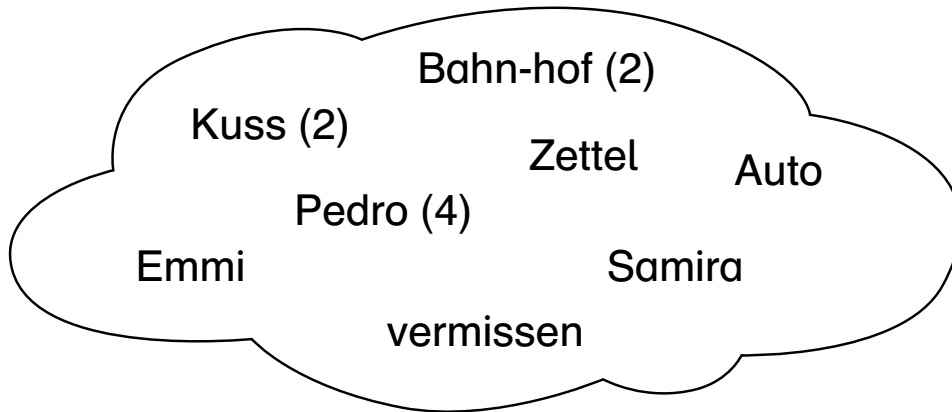 Bahn-hof (2)
Kuss (2)
Zettel
Auto
Pedro (4)
Emmi
Samira
vermissen